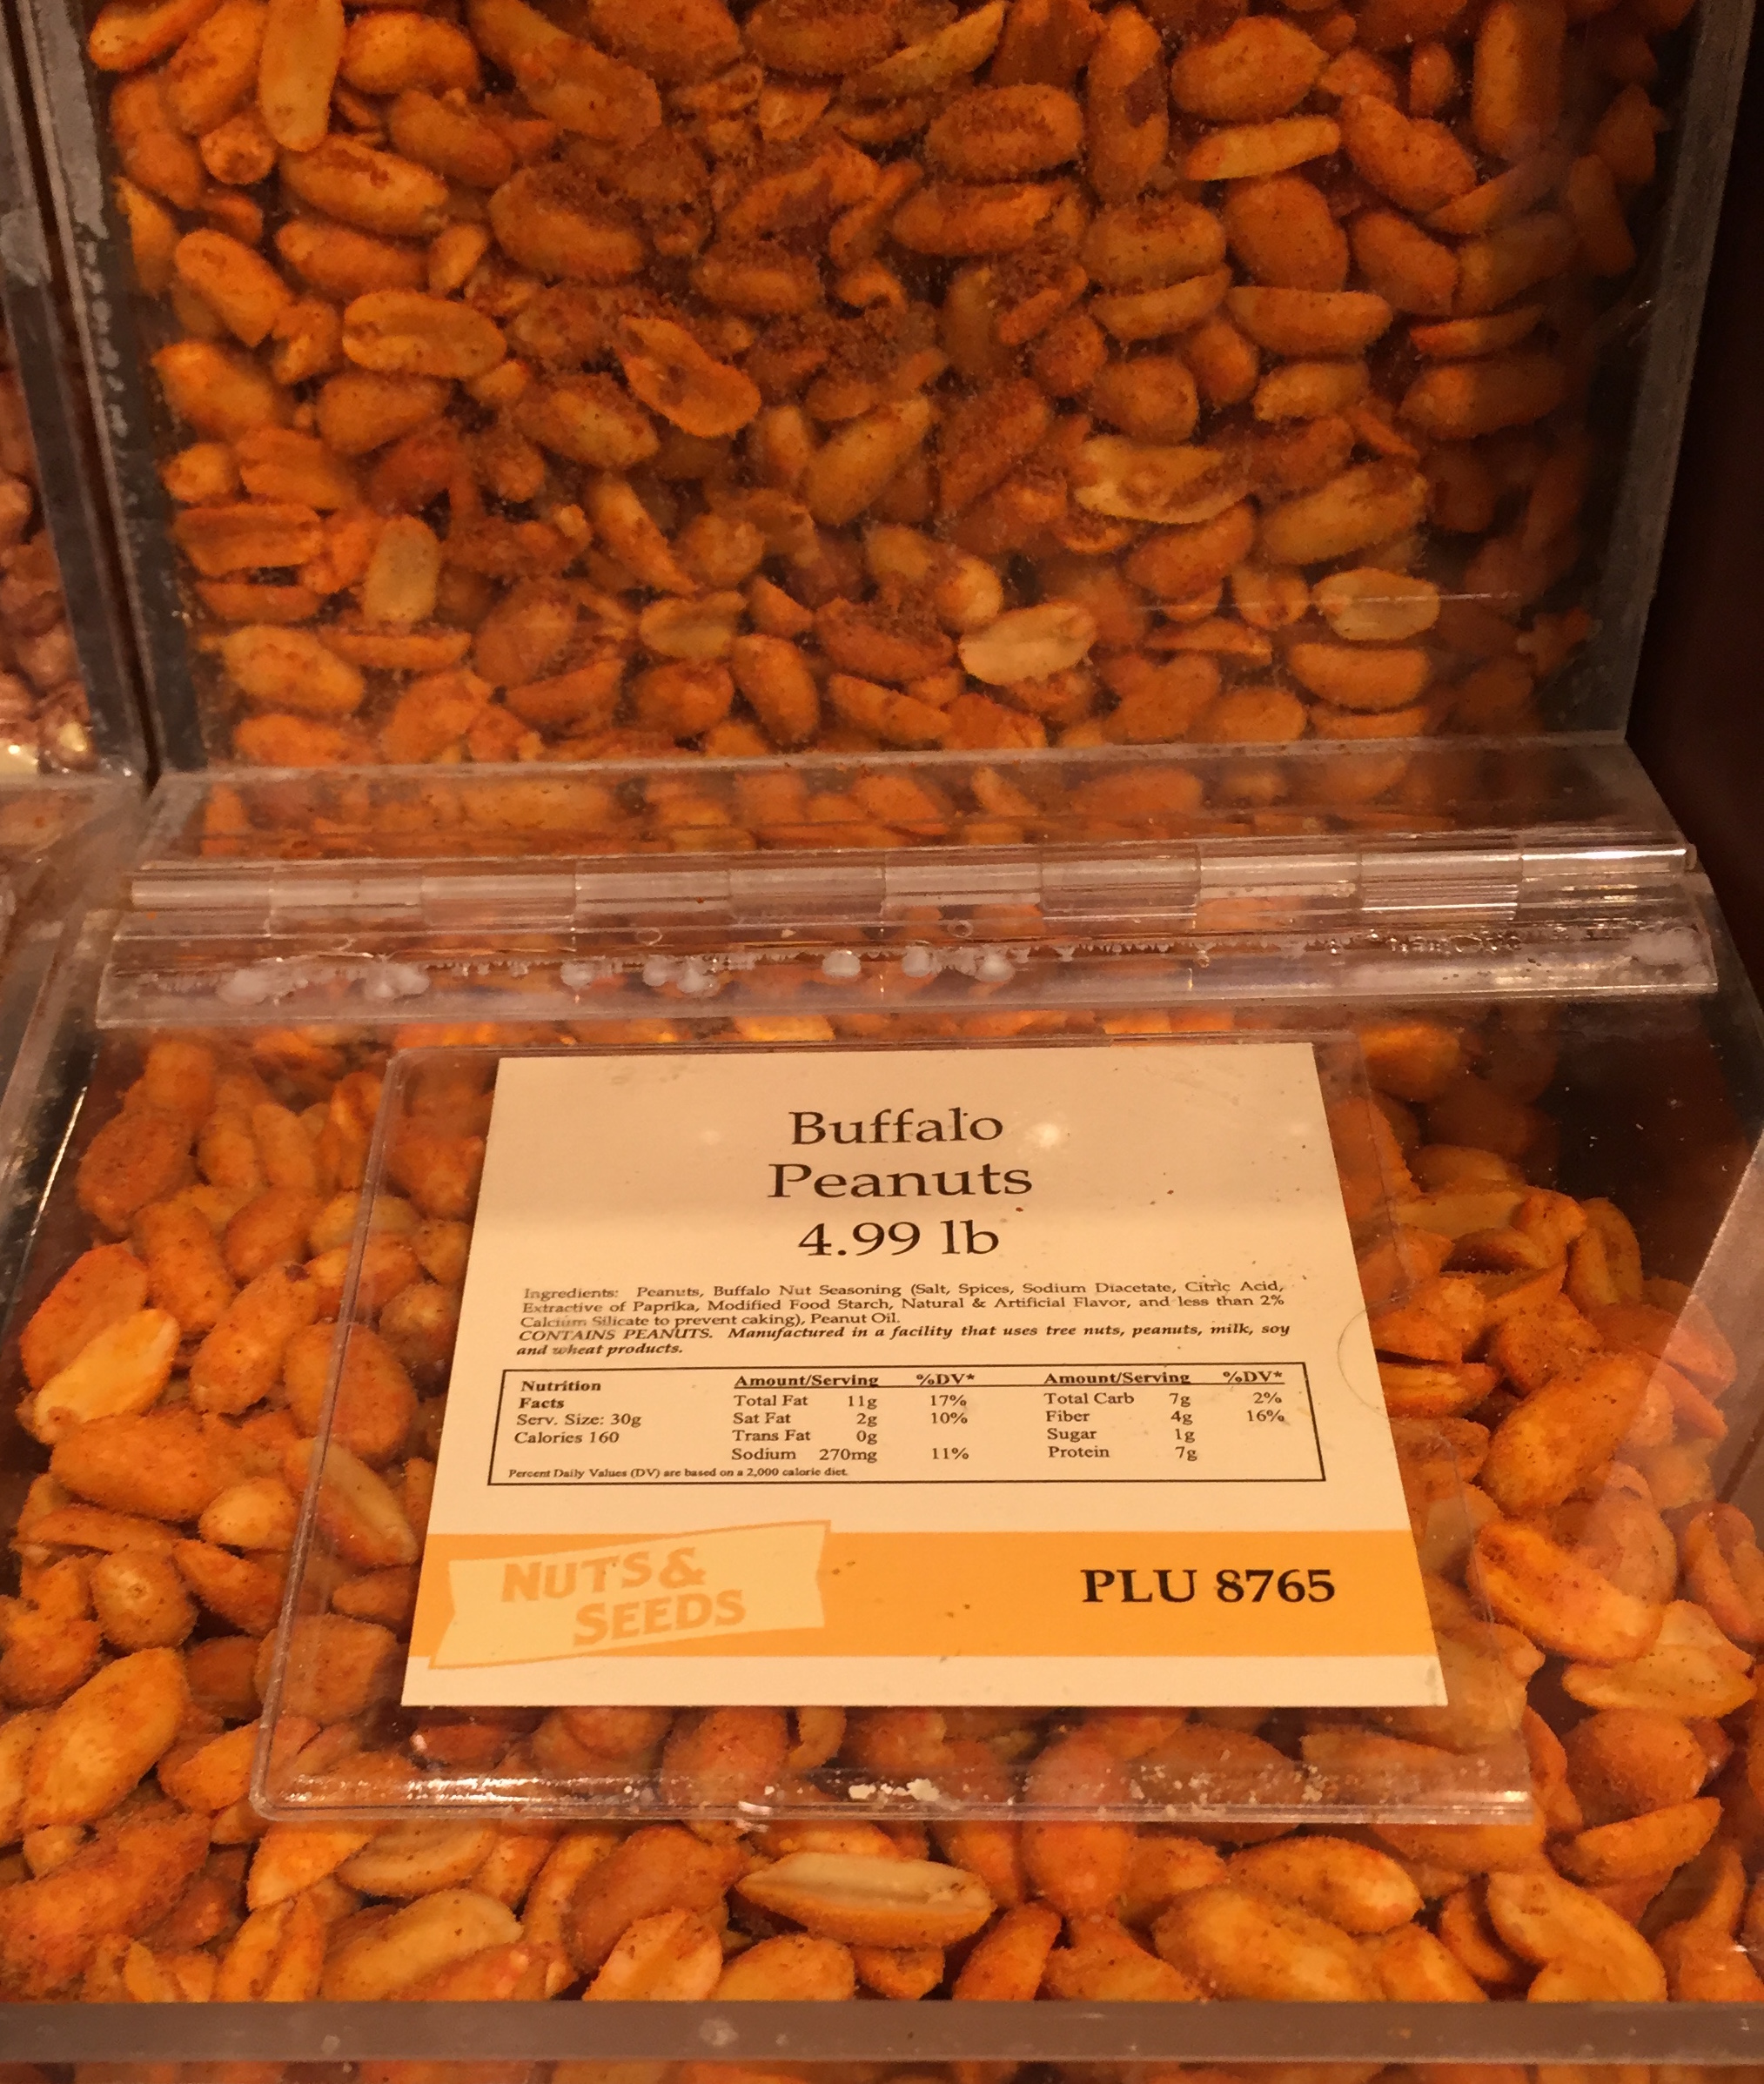 Buffalo
Peanuts
4.99 lb
Ingredients: Peanuts, Buffalo Nut Seasoning (Salt, Spices, Sodium Diacetate, Citric Acid,
Extractive of Paprika, Modified Food Starch, Natural & Artificial Flavor, and less than 2%
Calcium Silicate to prevent caking), Peanut Oil.
CONTAINS PEANUTS. Manufactured in a facility that uses tree nuts, peanuts, milk, soy
and wheat products.
Nutrition
Facts
Serv. Size: 30g
Calories 160
Amount/Serving %DV*
Total Fat 11g 17%
Sat Fat 2g 10%
Trans Fat 0g
Sodium 270mg 11%
Amount/Serving %DV*
Total Carb 7g 2%
Fiber 4g 16%
Sugar 1g
Protein 7g
Percent Daily Values (DV) are based on a 2,000 calorie diet.
NUTS &
SEEDS
PLU 8765